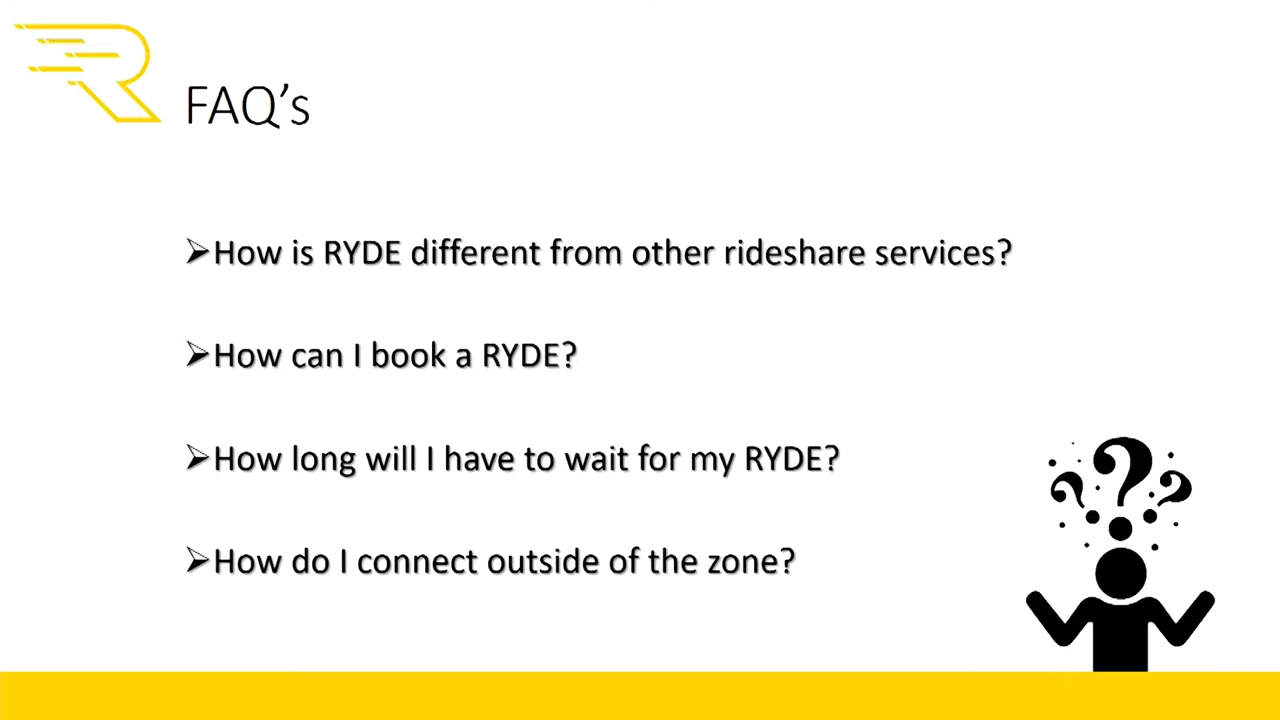 FAQ’s
How is RYDE different from other rideshare services?
How can I book a RYDE?
How long will I have to wait for my RYDE?
How do I connect outside of the zone?